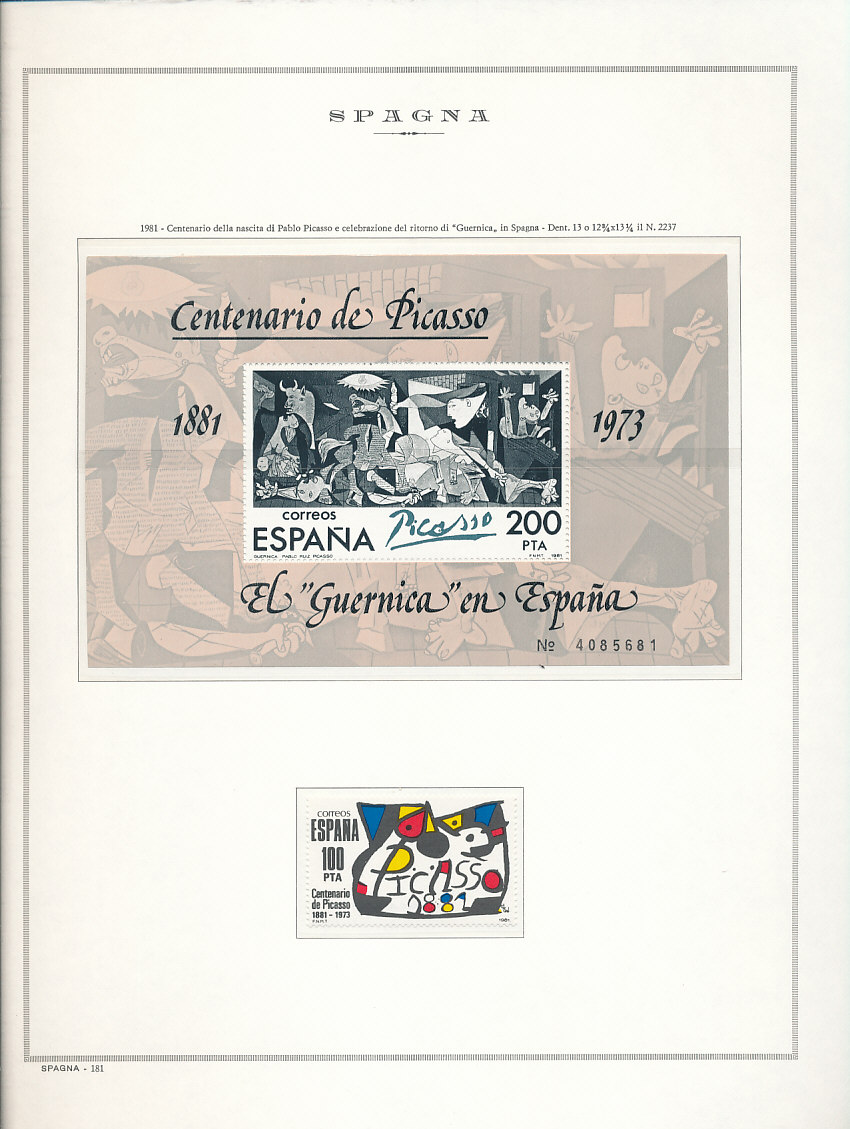 SPAGNA
1981 - Centenario della nascita di Pablo Picasso e celebrazione del ritorno di "Guernica„ in Spagna - Dent. 13 o 12¾x13¼ il N. 2237
Centenario de Picasso
1881
1973
correos
ESPAÑA
Picasso
200
PTA
GUERNICA PABLO RUIZ PICASSO
F.N.M.T. 1981
El "Guernica" en España
Nº 4085681
correos
ESPAÑA
100
PTA
Centenario
de Picasso
1881 - 1973
F.N.M.T.
PICASSO
1881
1981
SPAGNA - 181